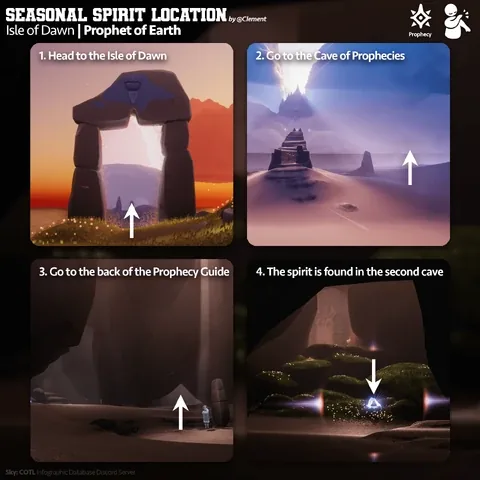 SEASONAL SPIRIT LOCATION by @Clement
Isle of Dawn | Prophet of Earth
Prophecy
1. Head to the Isle of Dawn
2. Go to the Cave of Prophecies
3. Go to the back of the Prophecy Guide
4. The spirit is found in the second cave
Sky: COTL Infographic Database Discord Server